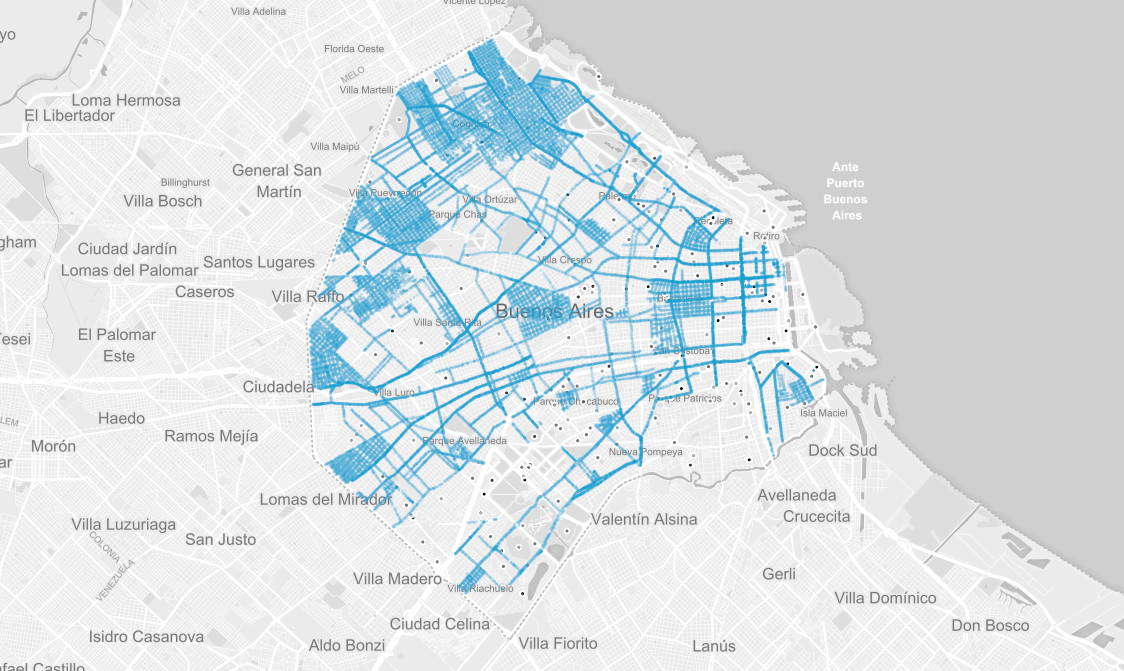 Vicente López
Villa Adelina
yo
Florida Oeste
MELO
Villa Martelli
Loma Hermosa
El Libertador
Villa Maipú
General San
Martín
Billinghurst
Villa Bosch
Villa Pueyrredón
Villa Ortúzar
Parque Chas
Ante
Puerto
Buenos
Aires
Retiro
gham
Ciudad Jardín
Lomas del Palomar
Santos Lugares
Caseros
Villa Raffo
Villa Crespo
Buenos Aires
Villa Santa Rita
esei
El Palomar
Este
San Cristóbal
Ciudadela
Villa Luro
Parque Chacabuco
Parque Patricios
Isla Maciel
LEM
Haedo
Ramos Mejía
Morón
ar
Parque Avellaneda
Nueva Pompeya
Dock Sud
Lomas del Mirador
Avellaneda
Crucecita
Villa Luzuriaga
San Justo
COLONIA
VENEZUELA
Valentín Alsina
Villa Madero
Villa Riachuelo
Gerli
Villa Domínico
Ciudad Celina
Isidro Casanova
Aldo Bonzi
Villa Fiorito
Lanús
Don Bosco
afael Castillo